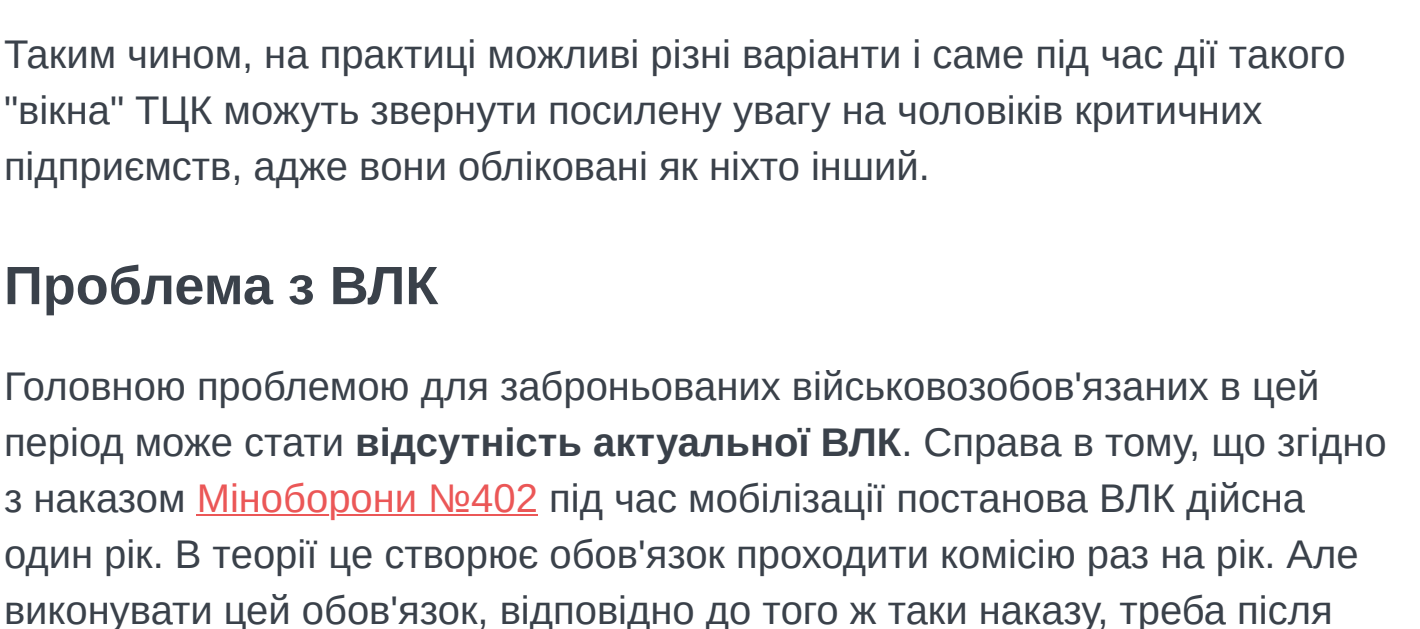 Таким чином, на практиці можливі різні варіанти і саме під час дії такого
"вікна" ТЦК можуть звернути посилену увагу на чоловіків критичних
підприємств, адже вони обліковані як ніхто інший.
Проблема з ВЛК
Головною проблемою для заброньованих військовозобов'язаних в цей
період може стати відсутність актуальної ВЛК. Справа в тому, що згідно
з наказом Міноборони №402 під час мобілізації постанова ВЛК дійсна
один рік. В теорії це створює обов'язок проходити комісію раз на рік. Але
виконувати цей обов'язок, відповідно до того ж таки наказу, треба після